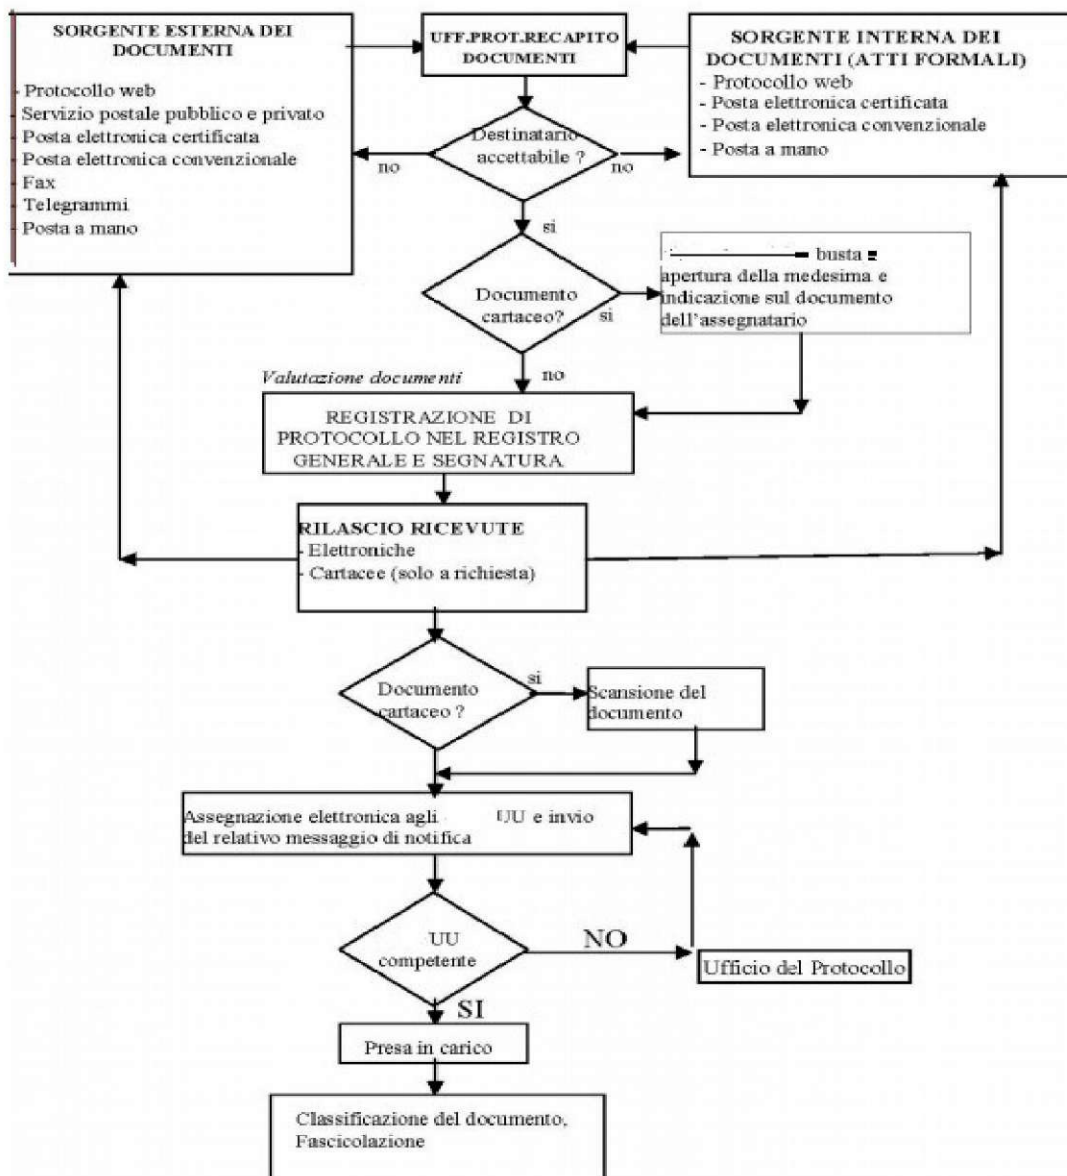 SORGENTE ESTERNA DEI
DOCUMENTI
- Protocollo web
- Servizio postale pubblico e privato
- Posta elettronica certificata
- Posta elettronica convenzionale
- Fax
- Telegrammi
- Posta a mano
UFF.PROT.RECAPITO
DOCUMENTI
SORGENTE INTERNA DEI
DOCUMENTI (ATTI FORMALI)
- Protocollo web
- Posta elettronica certificata
- Posta elettronica convenzionale
- Posta a mano
Destinatario
accettabile ?
no
no
si
Documento
cartaceo?
si
busta
apertura della medesima e
indicazione sul documento
dell'assegnatario
no
Valutazione documenti
REGISTRAZIONE DI
PROTOCOLLO NEL REGISTRO
GENERALE E SEGNATURA
RILASCIO RICEVUTE
- Elettroniche
- Cartacee (solo a richiesta)
Documento
cartaceo ?
si
Scansione del
documento
Assegnazione elettronica agli UU e invio
del relativo messaggio di notifica
UU
competente
NO
Ufficio del Protocollo
SI
Presa in carico
Classificazione del documento,
Fascicolazione